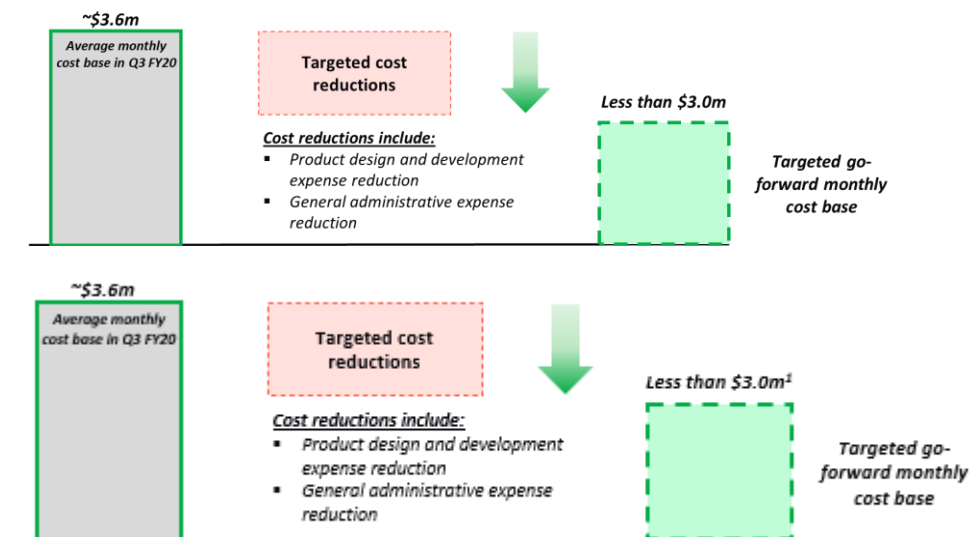 ~$3.6m
Average monthly
cost base in Q3 FY20
Targeted cost
reductions
Cost reductions include:
▪ Product design and development
expense reduction
▪ General administrative expense
reduction
Less than $3.0m
Targeted go-
forward monthly
cost base
~$3.6m
Average monthly
cost base in Q3 FY20
Targeted cost
reductions
Cost reductions include:
▪ Product design and development
expense reduction
▪ General administrative expense
reduction
Less than $3.0m¹
Targeted go-
forward monthly
cost base